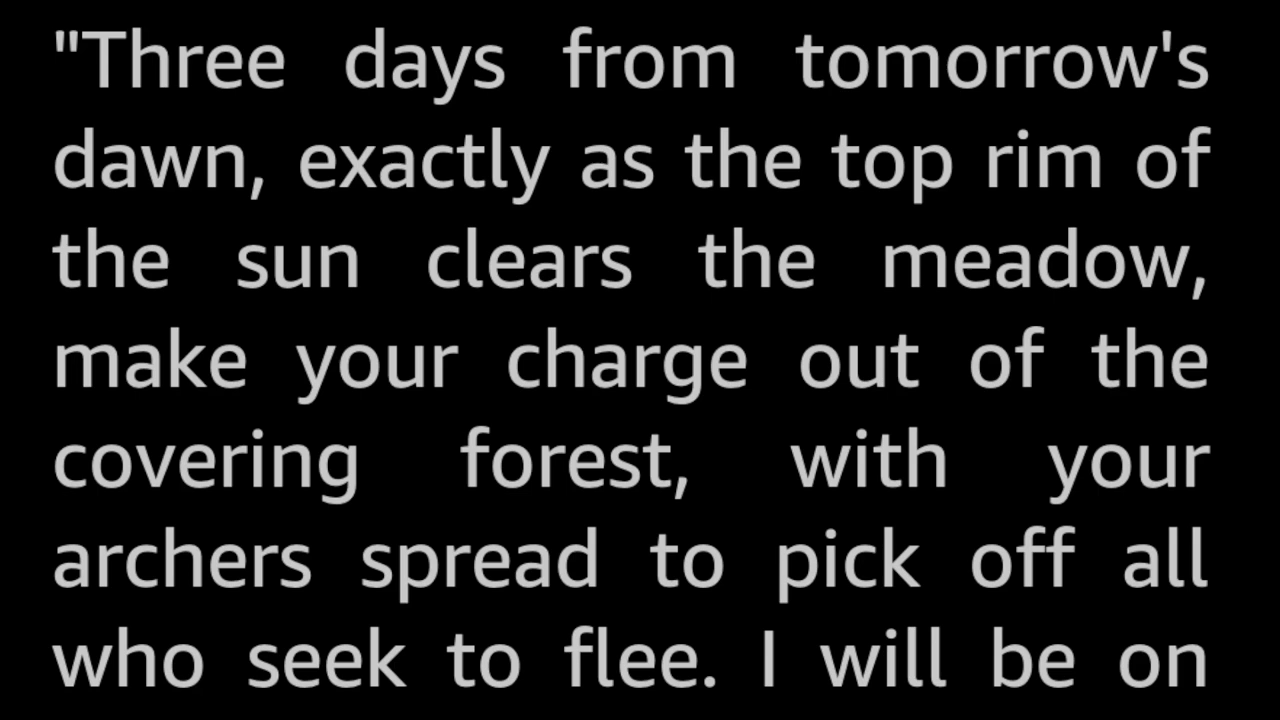 "Three days from tomorrow's
dawn, exactly as the top rim of
the sun clears the meadow,
make your charge out of the
covering forest, with your
archers spread to pick off all
who seek to flee. I will be on